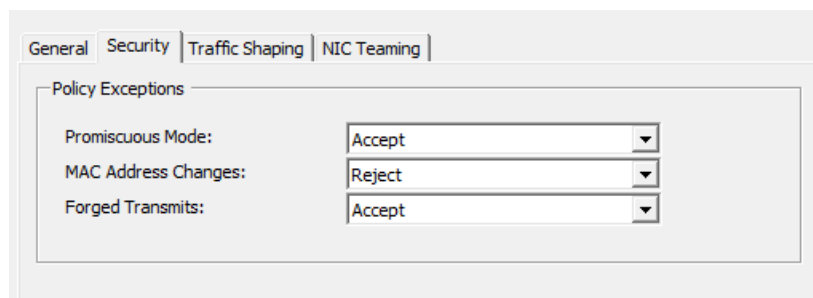 General Security Traffic Shaping NIC Teaming
Policy Exceptions
Promiscuous Mode: Accept
MAC Address Changes: Reject
Forged Transmits: Accept